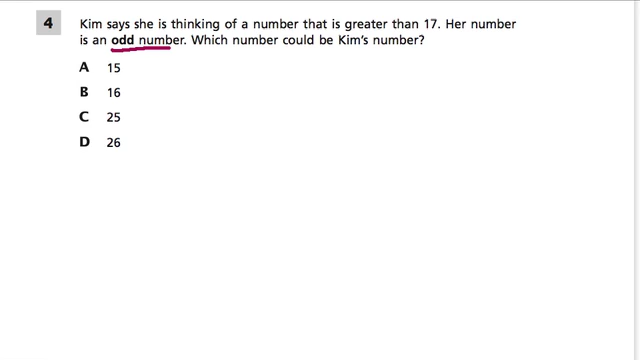 4 Kim says she is thinking of a number that is greater than 17. Her number
is an odd number. Which number could be Kim's number?
A 15
B 16
C 25
D 26